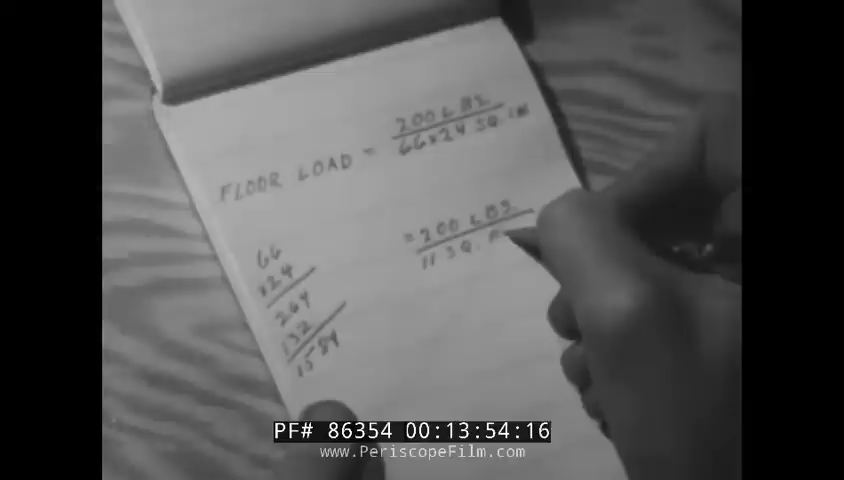 200 LBS
FLOOR LOAD = 66x24 SQ. IN
= 200 LBS
11 SQ. F
66
x24
264
132
1584
PF# 86354 00:13:54:16
www.PeriscopeFilm.com